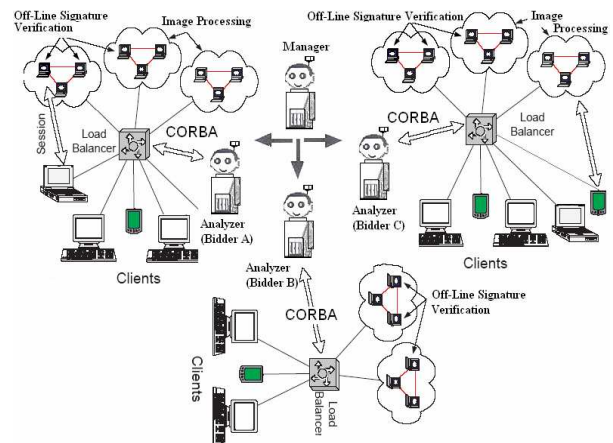 Off-Line Signature
Verification
Image Processing
Session
Load
Balancer
CORBA
Analyzer
(Bidder A)
Clients
Manager
Off-Line Signature Verification
Image
Processing
CORBA
Load
Balancer
Analyzer
(Bidder C)
Clients
Analyzer
(Bidder B)
CORBA
Off-Line Signature
Verification
Clients
Load
Balancer